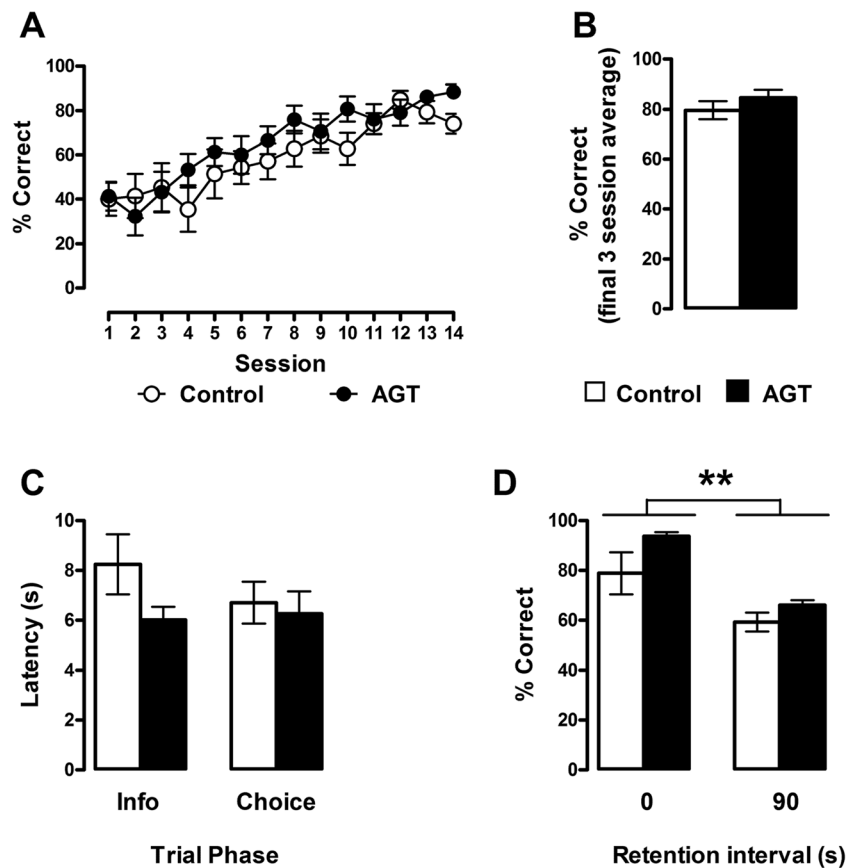 A
% Correct
100
80
60
40
20
0
1 2 3 4 5 6 7 8 9 10 11 12 13 14
Session
Control AGT
B
% Correct
(final 3 session average)
100
80
60
40
20
0
Control AGT
C
Latency (s)
10
8
6
4
2
0
Info Choice
Trial Phase
D
**
% Correct
100
80
60
40
20
0
0 90
Retention interval (s)